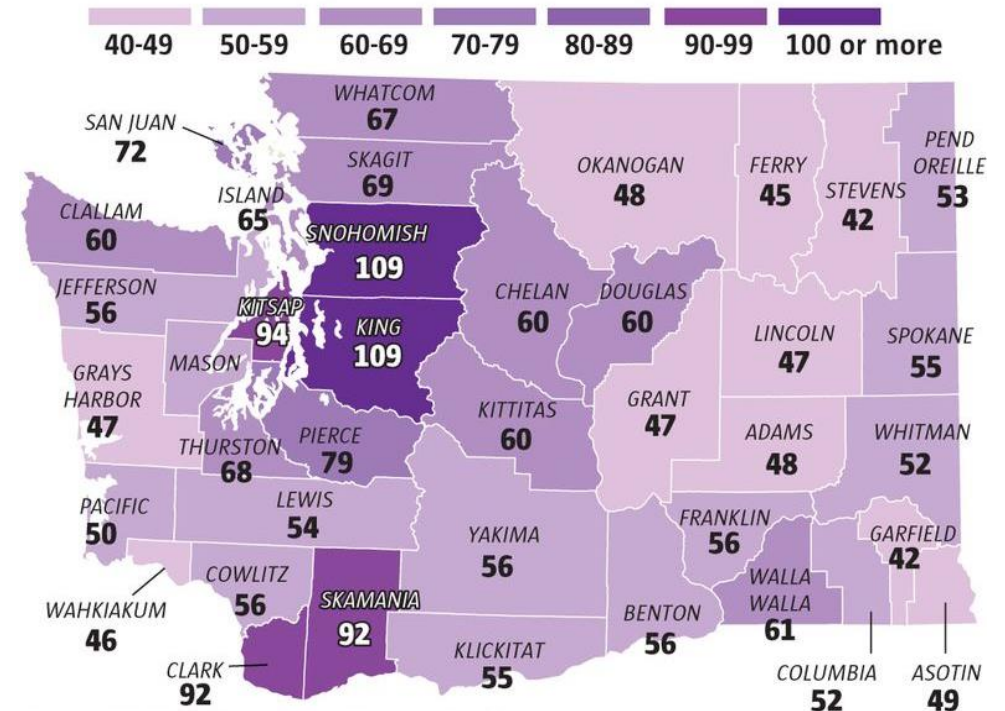 40-49 50-59 60-69 70-79 80-89 90-99 100 or more
WHATCOM
67
SAN JUAN
72
SKAGIT
69
ISLAND
65
CLALLAM
60
SNOHOMISH
109
OKANOGAN
48
FERRY
45
STEVENS
42
PEND
OREILLE
53
JEFFERSON
56
KITSAP
94
KING
109
CHELAN
60
DOUGLAS
60
LINCOLN
47
SPOKANE
55
GRAYS
HARBOR
47
MASON
THURSTON
68
PIERCE
79
KITTITAS
60
GRANT
47
ADAMS
48
WHITMAN
52
PACIFIC
50
LEWIS
54
YAKIMA
56
FRANKLIN
56
GARFIELD
42
WAHKIAKUM
46
COWLITZ
56
SKAMANIA
92
BENTON
56
WALLA
WALLA
61
CLARK
92
KLICKITAT
55
COLUMBIA
52
ASOTIN
49